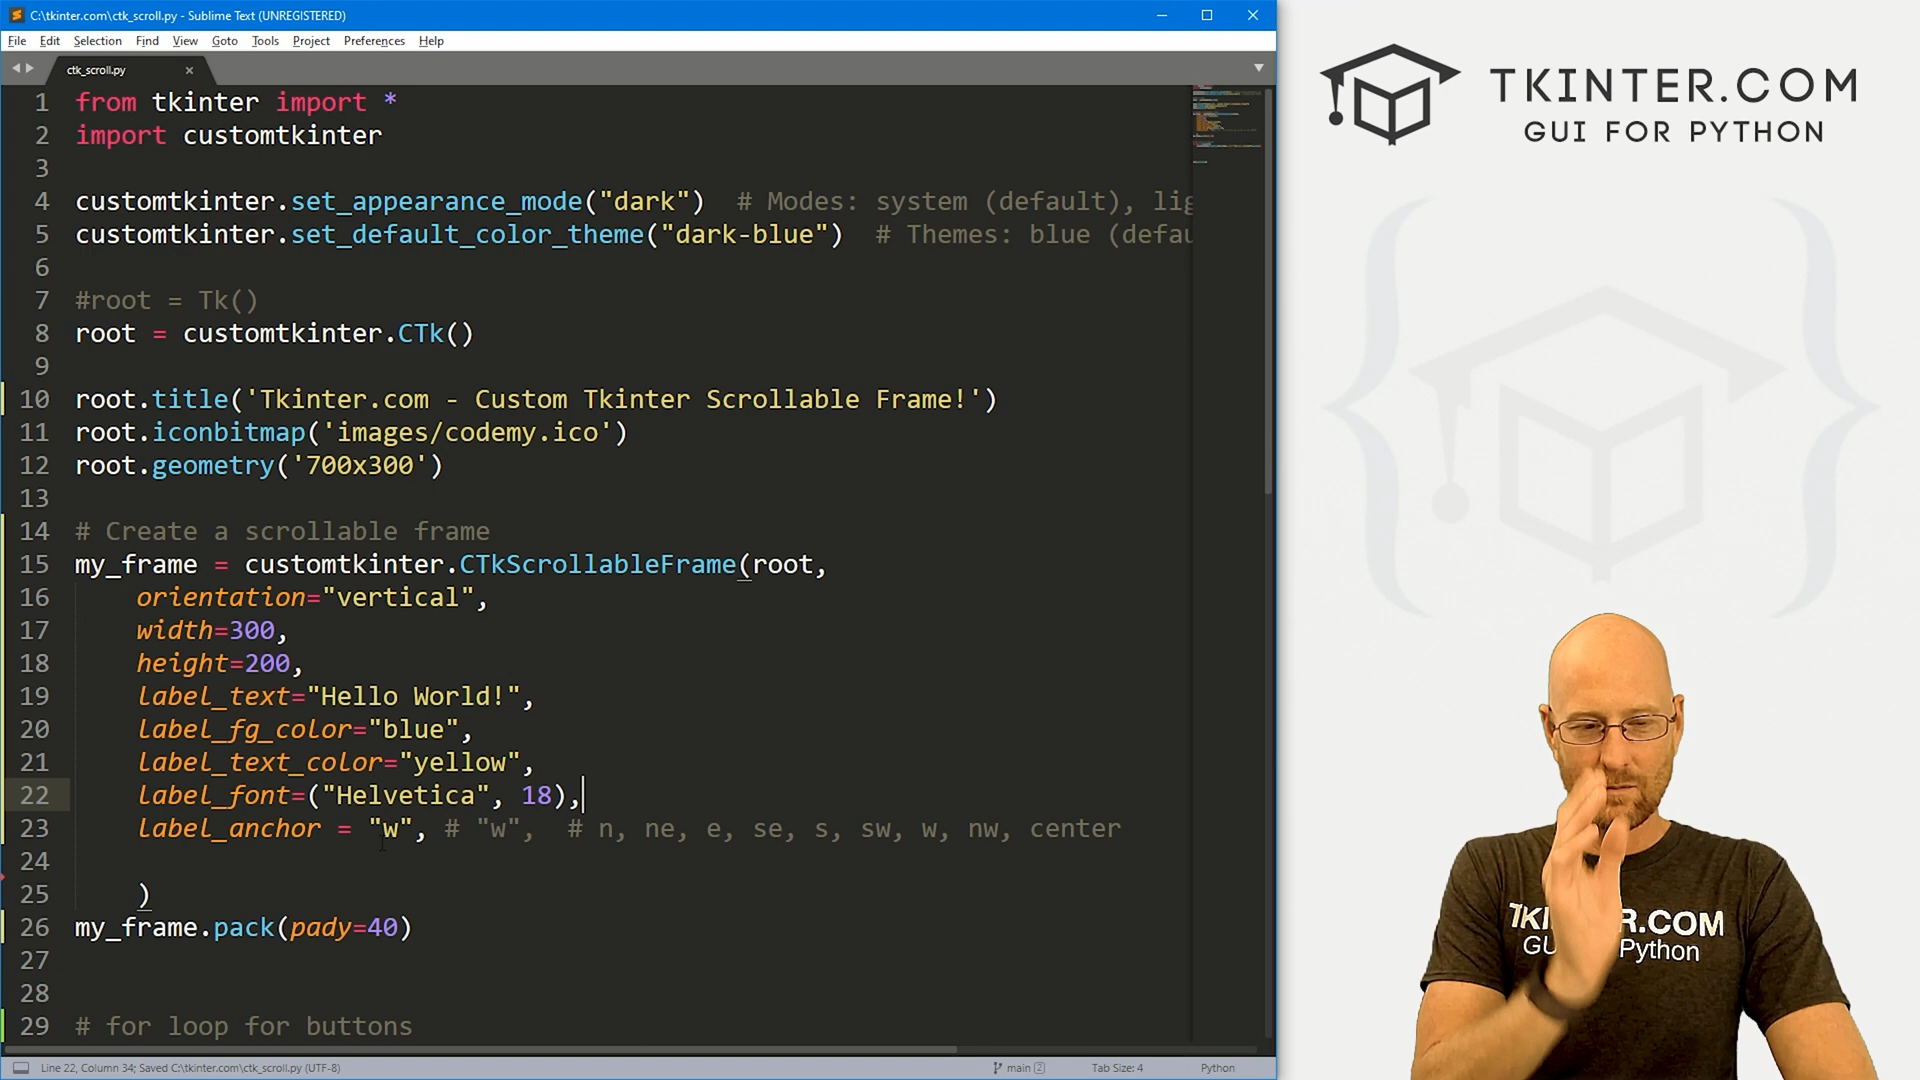 C:\tkinter.com\ctk_scroll.py - Sublime Text (UNREGISTERED)
File Edit Selection Find View Goto Tools Project Preferences Help
ctk_scroll.py
1 from tkinter import *
2 import customtkinter
3
4 customtkinter.set_appearance_mode("dark")  # Modes: system (default), lig
5 customtkinter.set_default_color_theme("dark-blue")  # Themes: blue (defau
6
7 #root = Tk()
8 root = customtkinter.CTk()
9
10 root.title('Tkinter.com - Custom Tkinter Scrollable Frame!')
11 root.iconbitmap('images/codemy.ico')
12 root.geometry('700x300')
13
14 # Create a scrollable frame
15 my_frame = customtkinter.CTkScrollableFrame(root,
16     orientation="vertical",
17     width=300,
18     height=200,
19     label_text="Hello World!",
20     label_fg_color="blue",
21     label_text_color="yellow",
22     label_font=("Helvetica", 18),
23     label_anchor = "w", # "w",  # n, ne, e, se, s, sw, w, nw, center
24
25     )
26 my_frame.pack(pady=40)
27
28
29 # for loop for buttons
Line 22, Column 34; Saved C:\tkinter.com\ctk_scroll.py (UTF-8)
main 2
Tab Size: 4
Python
TKINTER.COM
GUI FOR PYTHON
R.COM
Python